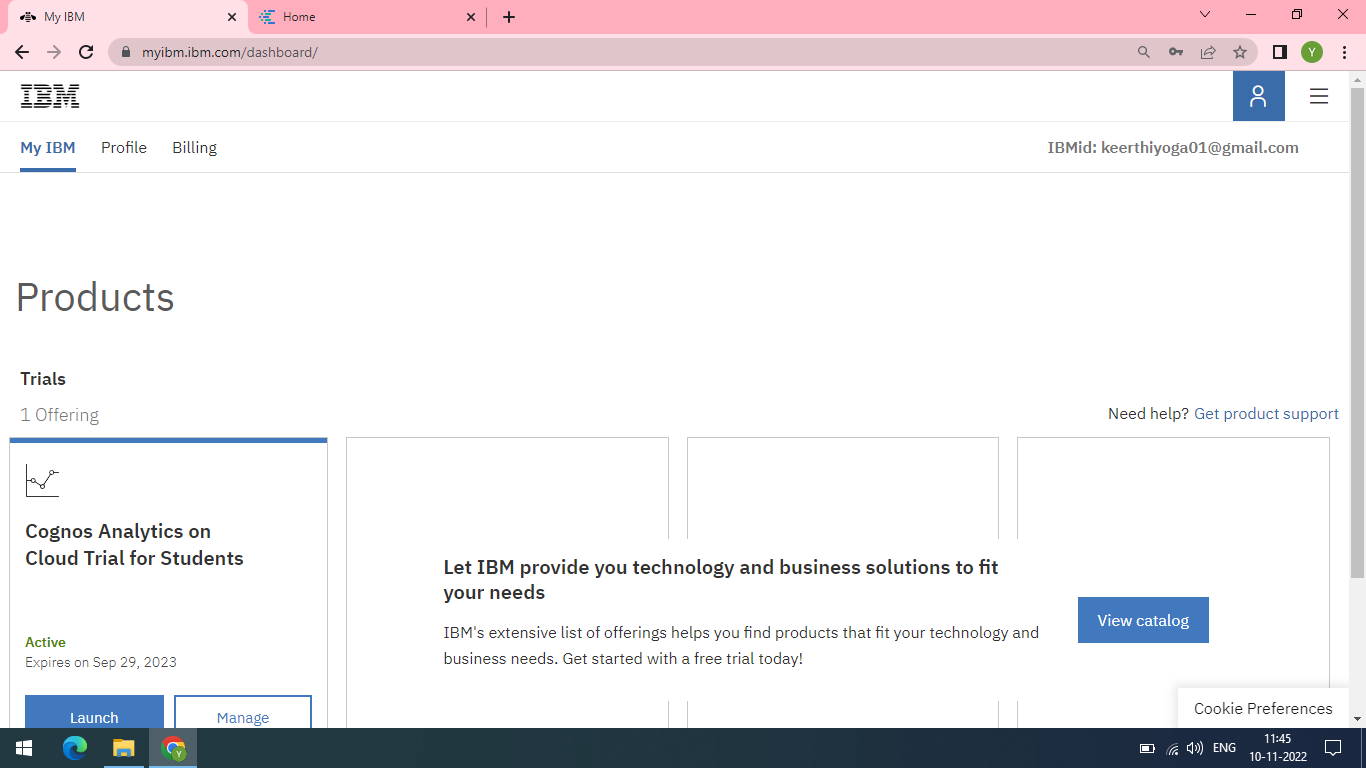 My IBM
Home
myibm.ibm.com/dashboard/
Y
IBM
My IBM Profile Billing
IBMid: keerthiyoga01@gmail.com
Products
Trials
1 Offering
Need help? Get product support
Cognos Analytics on
Cloud Trial for Students
Active
Expires on Sep 29, 2023
Launch
Manage
Let IBM provide you technology and business solutions to fit
your needs
IBM's extensive list of offerings helps you find products that fit your technology and
business needs. Get started with a free trial today!
View catalog
Cookie Preferences
Y
ENG
11:45
10-11-2022